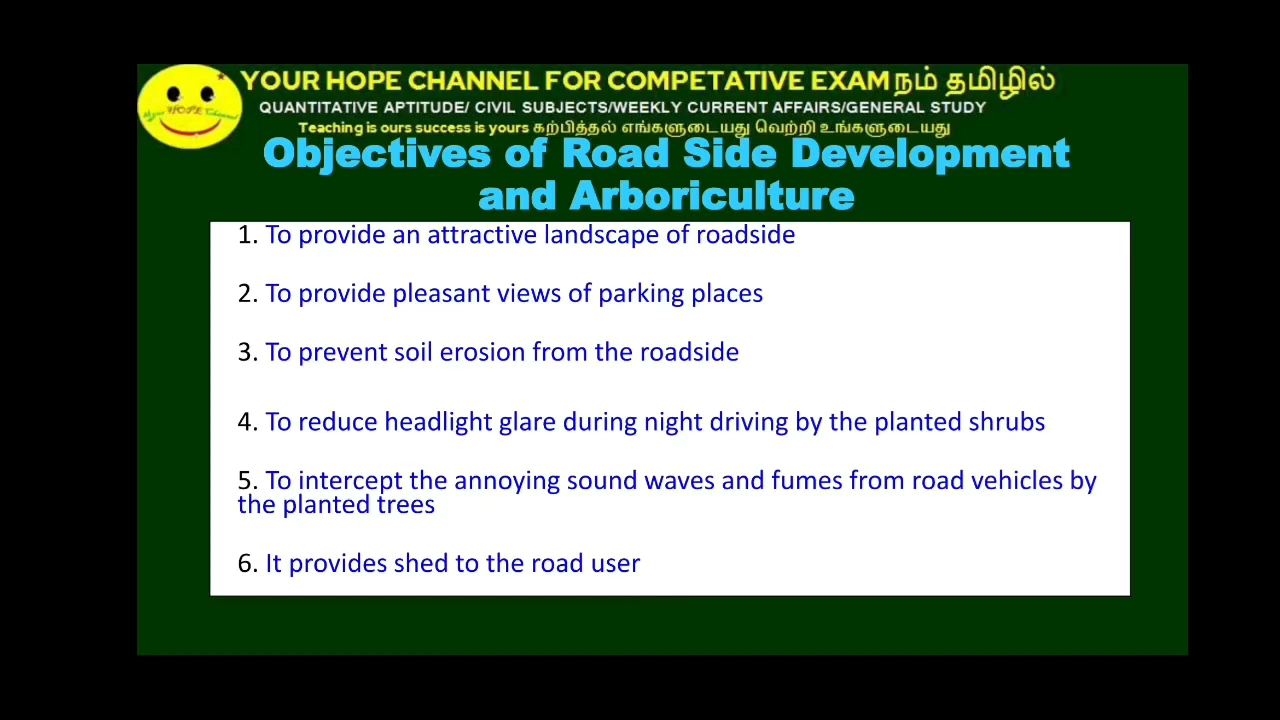 YOUR HOPE CHANNEL FOR COMPETATIVE EXAM நம் தமிழில்
QUANTITATIVE APTITUDE/ CIVIL SUBJECTS/WEEKLY CURRENT AFFAIRS/GENERAL STUDY
Teaching is ours success is yours கற்பித்தல் எங்களுடையது வெற்றி உங்களுடையது
Objectives of Road Side Development
and Arboriculture
1. To provide an attractive landscape of roadside
2. To provide pleasant views of parking places
3. To prevent soil erosion from the roadside
4. To reduce headlight glare during night driving by the planted shrubs
5. To intercept the annoying sound waves and fumes from road vehicles by
the planted trees
6. It provides shed to the road user